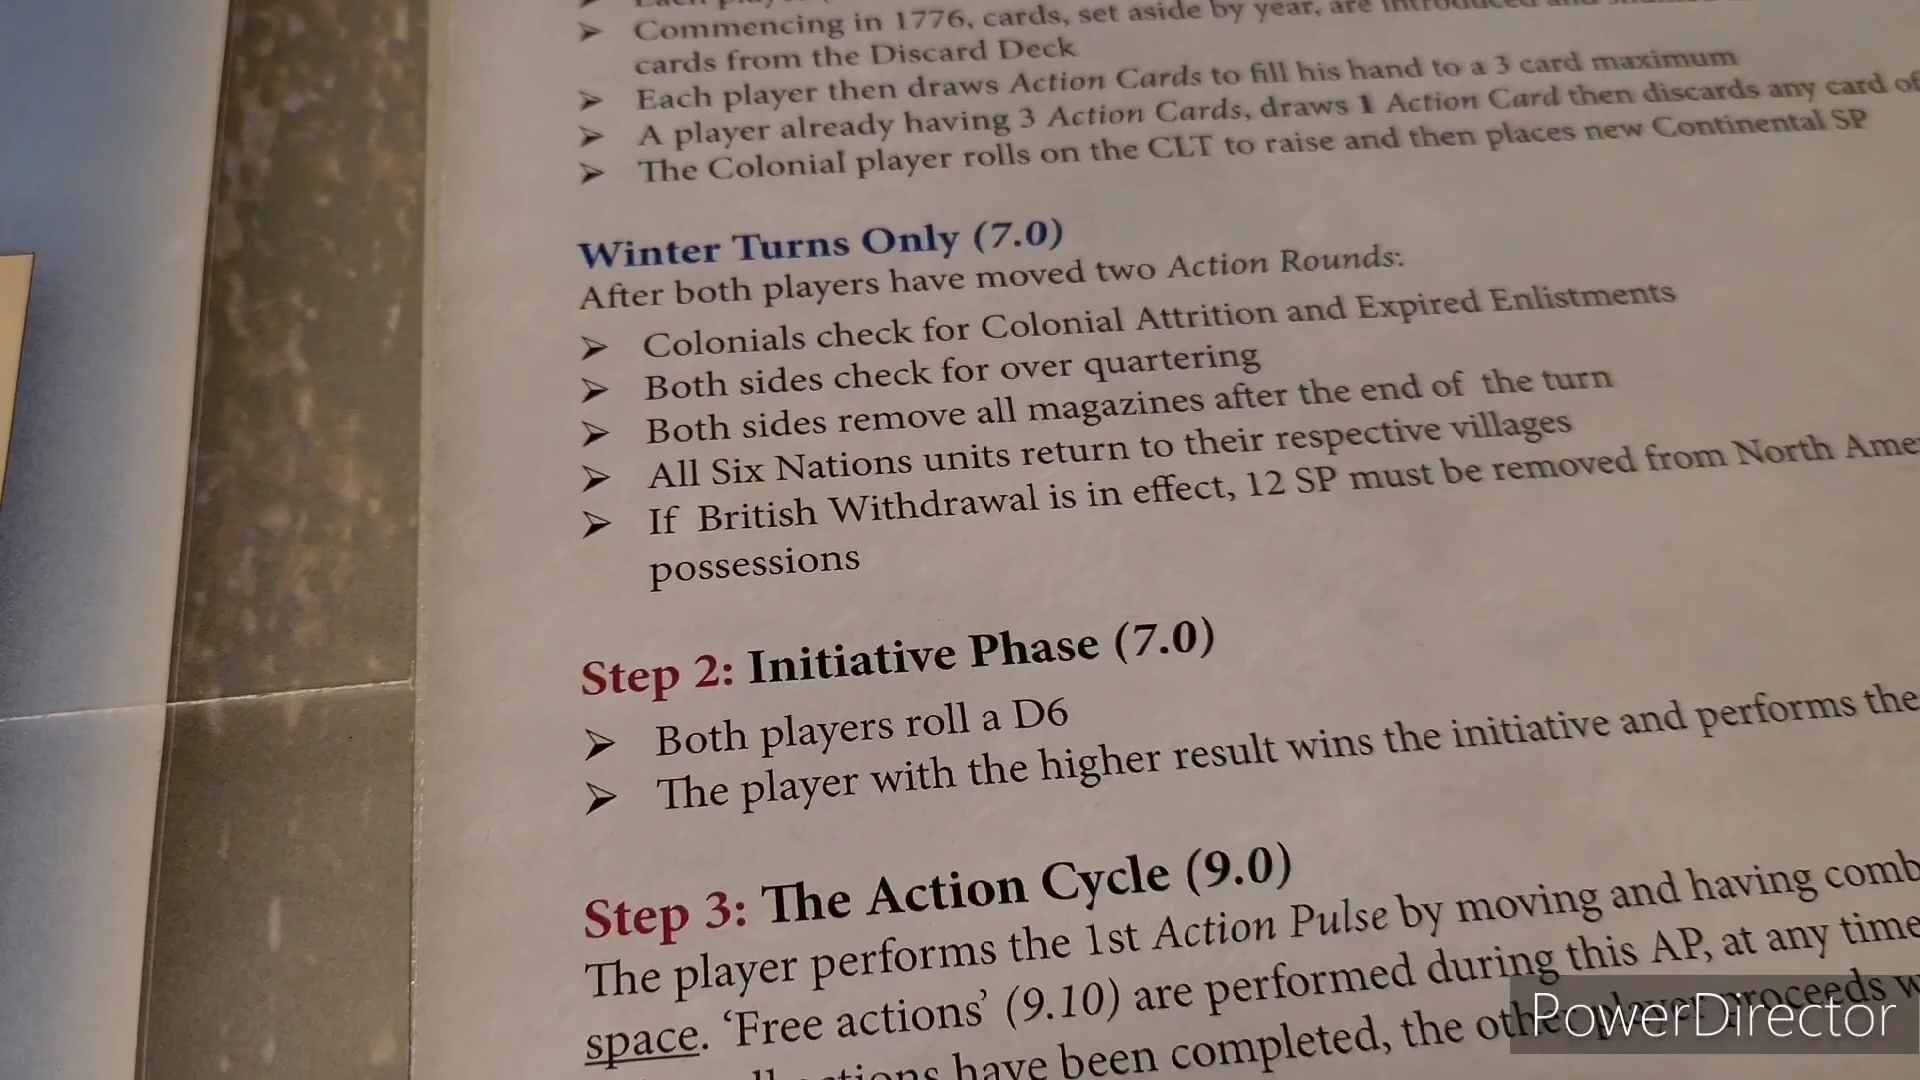 Each player
➤ Commencing in 1776, cards, set aside by year, are introduced and
cards from the Discard Deck
➤ Each player then draws Action Cards to fill his hand to a 3 card maximum
➤ A player already having 3 Action Cards, draws 1 Action Card then discards any card of
➤ The Colonial player rolls on the CLT to raise and then places new Continental SP
Winter Turns Only (7.0)
After both players have moved two Action Rounds:
➤ Colonials check for Colonial Attrition and Expired Enlistments
➤ Both sides check for over quartering
➤ Both sides remove all magazines after the end of the turn
➤ All Six Nations units return to their respective villages
➤ If British Withdrawal is in effect, 12 SP must be removed from North Ame
possessions
Step 2: Initiative Phase (7.0)
➤ Both players roll a D6
➤ The player with the higher result wins the initiative and performs the
Step 3: The Action Cycle (9.0)
The player performs the 1st Action Pulse by moving and having comb
space. ‘Free actions’ (9.10) are performed during this AP, at any time
have been completed, the other player proceeds w
PowerDirector